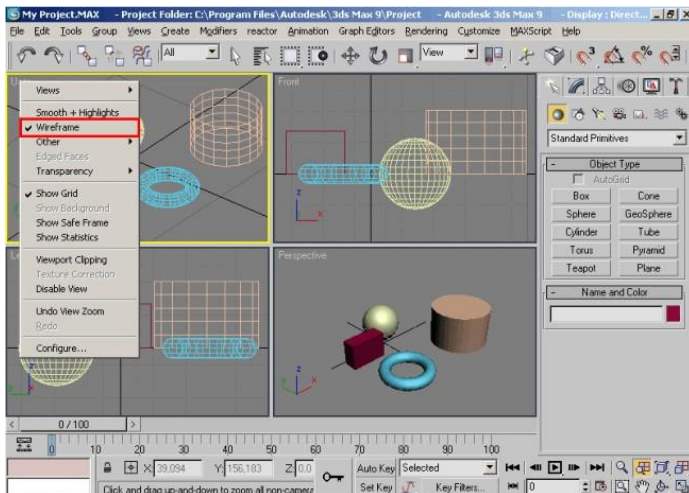 My Project.MAX - Project Folder: C:\Program Files\Autodesk\3ds Max 9\Project - Autodesk 3ds Max 9 - Display : Direct...
File Edit Tools Group Views Create Modifiers reactor Animation Graph Editors Rendering Customize MAXScript Help
All
View
Front
Views
Smooth + Highlights
Wireframe
Other
Edged Faces
Transparency
Show Grid
Show Background
Show Safe Frame
Show Statistics
Viewport Clipping
Texture Correction
Disable View
Undo View Zoom
Redo
Configure...
z
x
Perspective
z
x
Standard Primitives
- Object Type
AutoGrid
Box Cone
Sphere GeoSphere
Cylinder Tube
Torus Pyramid
Teapot Plane
- Name and Color
< 0 / 100 >
0 10 20 30 40 50 60 70 80 90 100
X: 39.094 Y: 156.183 Z: 0.0
Auto Key Selected
Click and drag up-and-down to zoom all non-camera
Set Key Key Filters... 0